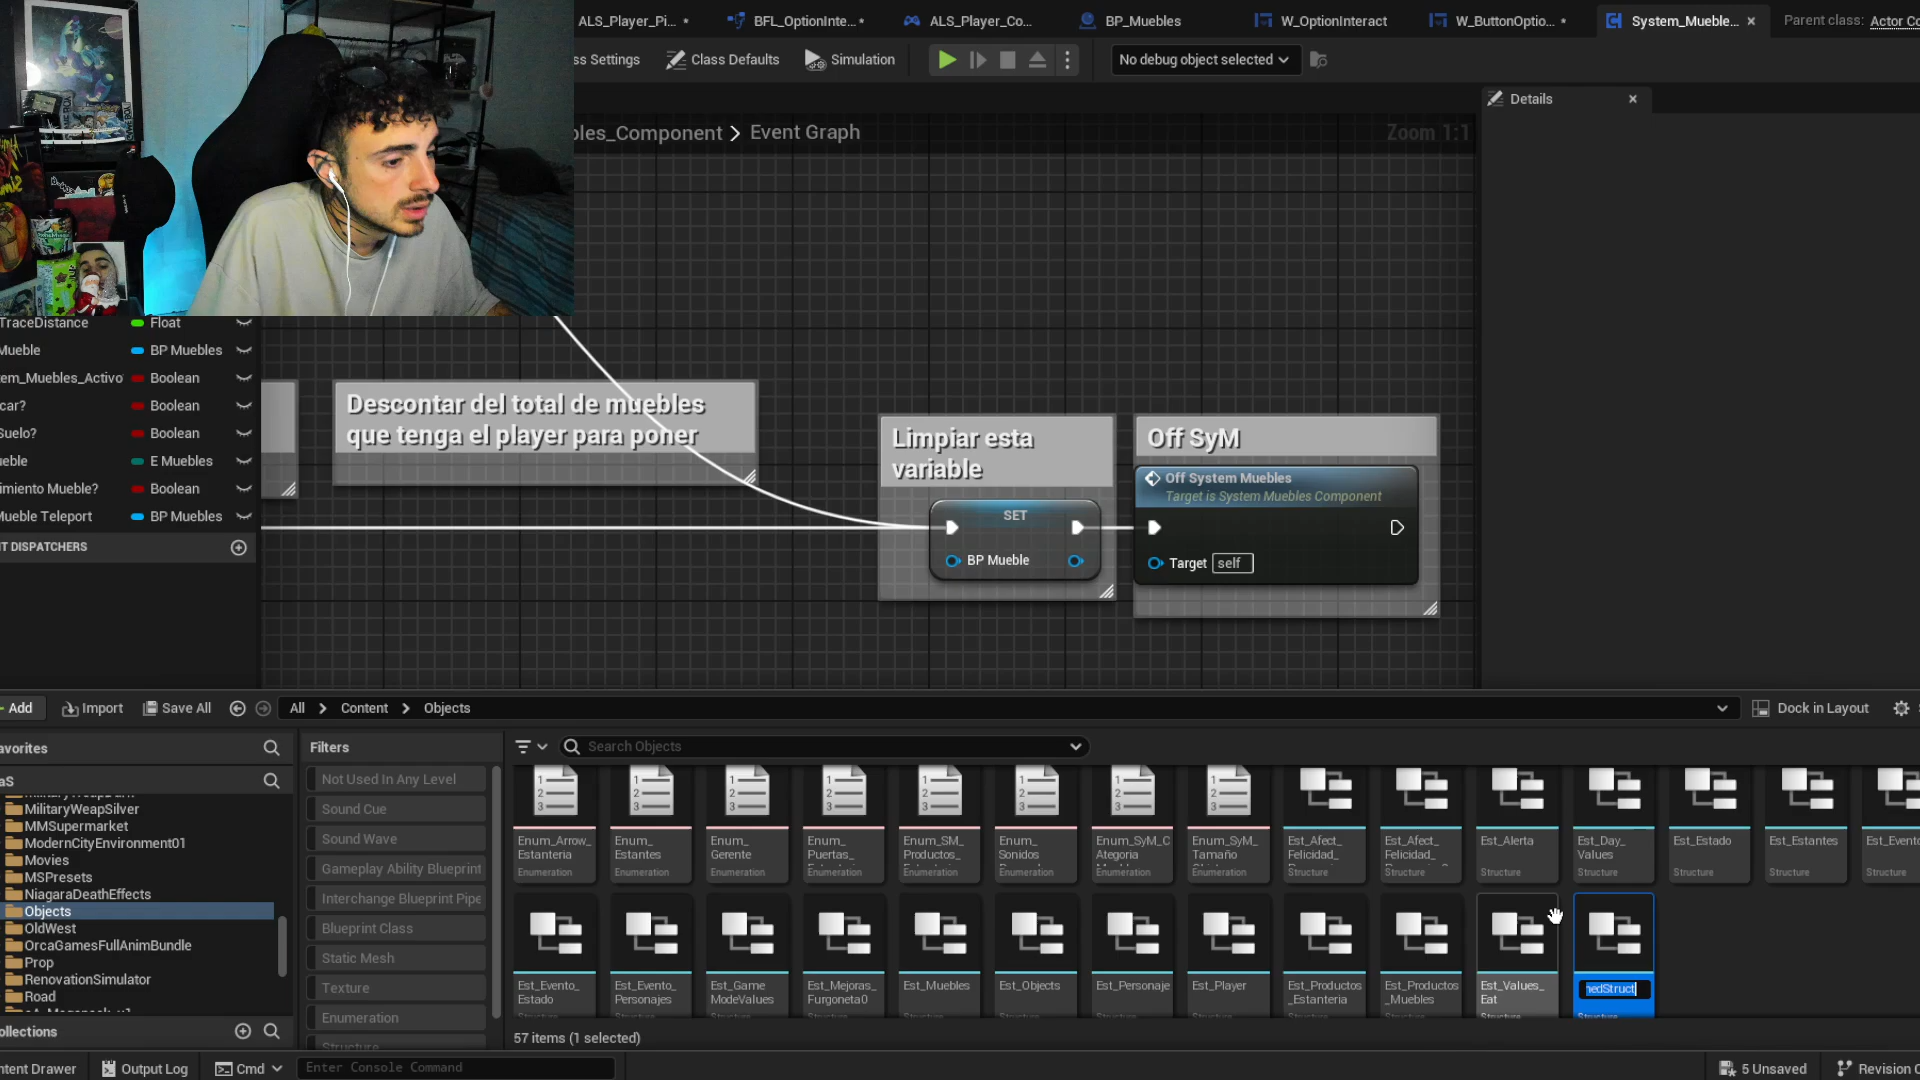 ALS_Player_Pi... •
BFL_OptionInte... •
ALS_Player_Co...
BP_Muebles
W_OptionInteract
W_ButtonOptio... •
System_Mueble...
Parent class: Actor Co
ss Settings
Class Defaults
Simulation
No debug object selected
bles_Component > Event Graph
Zoom 1:1
Details
TraceDistance Float
Mueble BP Muebles
em_Muebles_Activo Boolean
car? Boolean
Suelo? Boolean
eble E Muebles
imiento Mueble? Boolean
Mueble Teleport BP Muebles
T DISPATCHERS
Descontar del total de muebles
que tenga el player para poner
Limpiar esta
variable
SET
BP Mueble
Off SyM
Off System Muebles
Target is System Muebles Component
Target self
Add
Import
Save All
All > Content > Objects
Dock in Layout
avorites
aS
MilitaryWeapSilver
MMSupermarket
ModernCityEnvironment01
Movies
MSPresets
NiagaraDeathEffects
Objects
OldWest
OrcaGamesFullAnimBundle
Prop
RenovationSimulator
Road
ollections
Filters
Not Used In Any Level
Sound Cue
Sound Wave
Gameplay Ability Blueprint
Interchange Blueprint Pipe
Blueprint Class
Static Mesh
Texture
Enumeration
Structure
Search Objects
Enum_Arrow_
Estanteria
Enumeration
Enum_
Estantes
Enumeration
Enum_
Gerente
Enumeration
Enum_
Puertas_
Enumeration
Enum_SM_
Productos_
Enumeration
Enum_
Sonidos
Enumeration
Enum_SyM_C
Ategoria
Enumeration
Enum_SyM_
Tamaño
Enumeration
Est_Afect_
Felicidad_
Structure
Est_Afect_
Felicidad_
Structure
Est_Alerta
Structure
Est_Day_
Values
Structure
Est_Estado
Structure
Est_Estantes
Structure
Est_Evento
Structure
Est_Evento_
Estado
Est_Evento_
Personajes
Est_Game
ModeValues
Est_Mejoras_
Furgoneta0
Est_Muebles
Est_Objects
Est_Personaje
Est_Player
Est_Productos
_Estanteria
Est_Productos
_Muebles
Est_Values_
Eat
Structure
nedStruct
Structure
57 items (1 selected)
ntent Drawer
Output Log
Cmd
Enter Console Command
5 Unsaved
Revision C